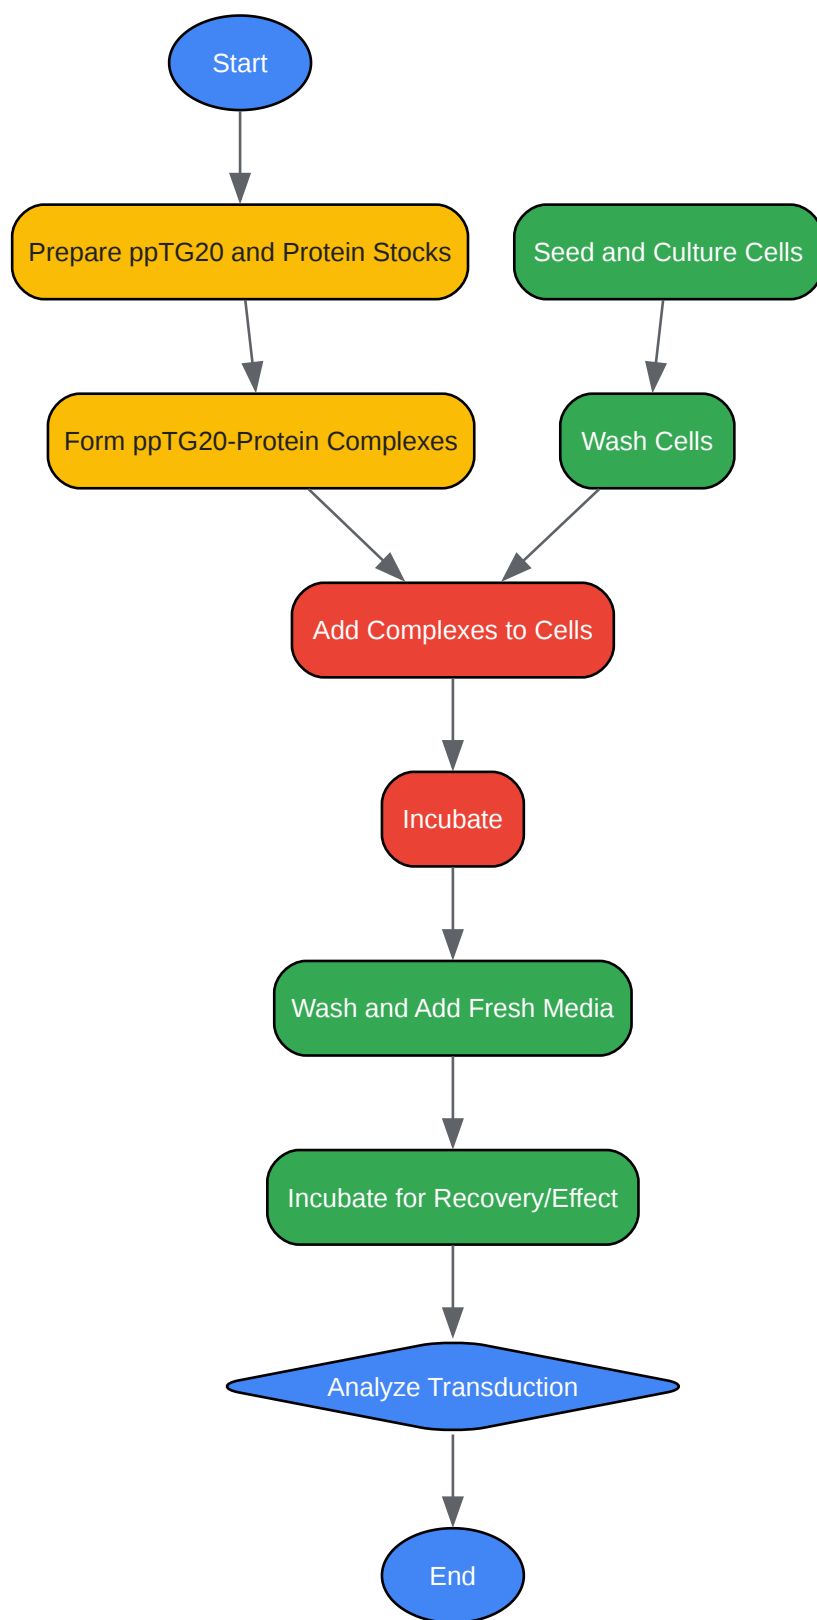 Start
Prepare ppTG20 and Protein Stocks
Seed and Culture Cells
Form ppTG20-Protein Complexes
Wash Cells
Add Complexes to Cells
Incubate
Wash and Add Fresh Media
Incubate for Recovery/Effect
Analyze Transduction
End